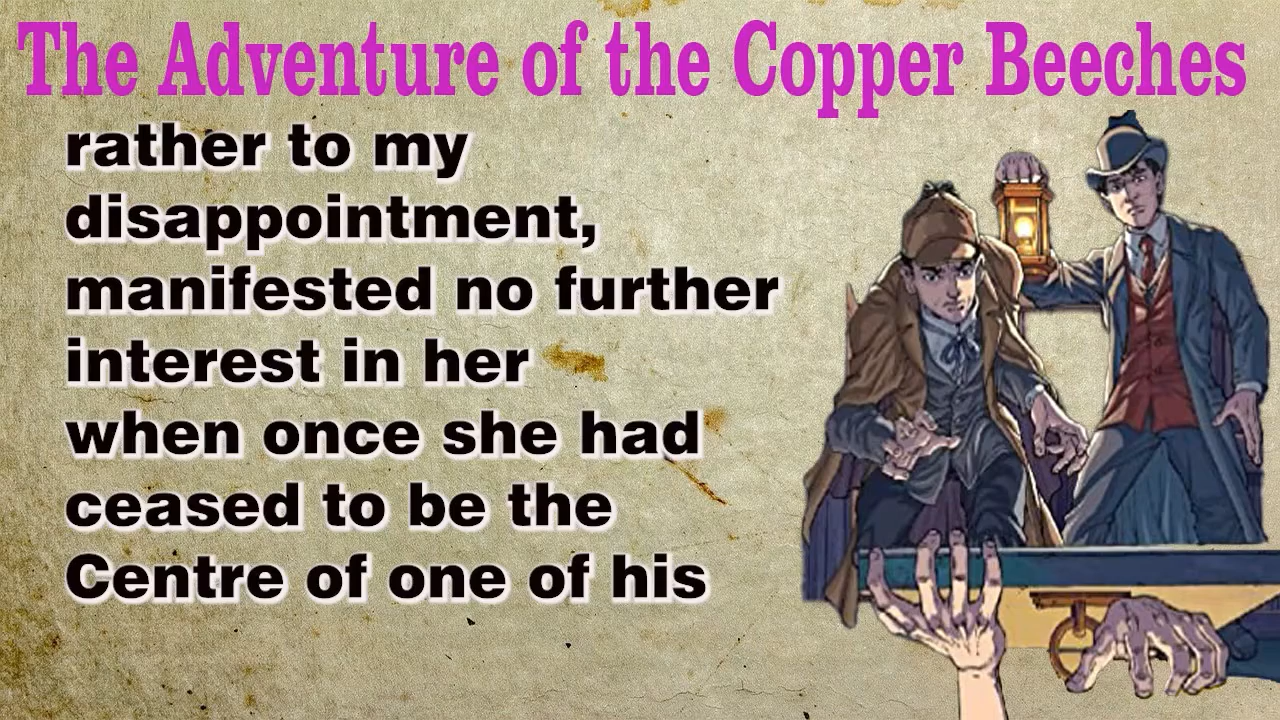 The Adventure of the Copper Beeches
rather to my
disappointment,
manifested no further
interest in her
when once she had
ceased to be the
Centre of one of his